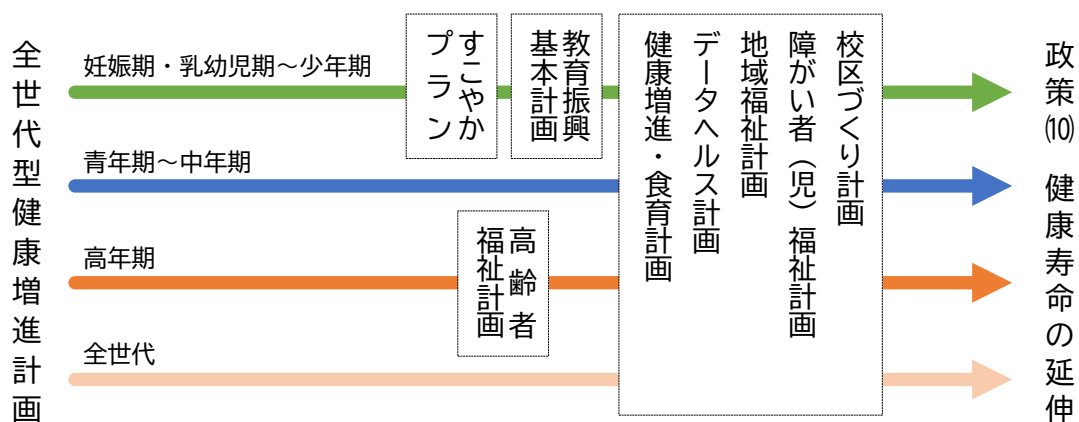 全世代型健康増進計画
妊娠期・乳幼児期～少年期
青年期～中年期
高年期
全世代
すこやか
プラン
教育振興
基本計画
高齢者
福祉計画
校区づくり計画
障がい者（児）福祉計画
地域福祉計画
データヘルス計画
健康増進・食育計画
政策⑽　健康寿命の延伸